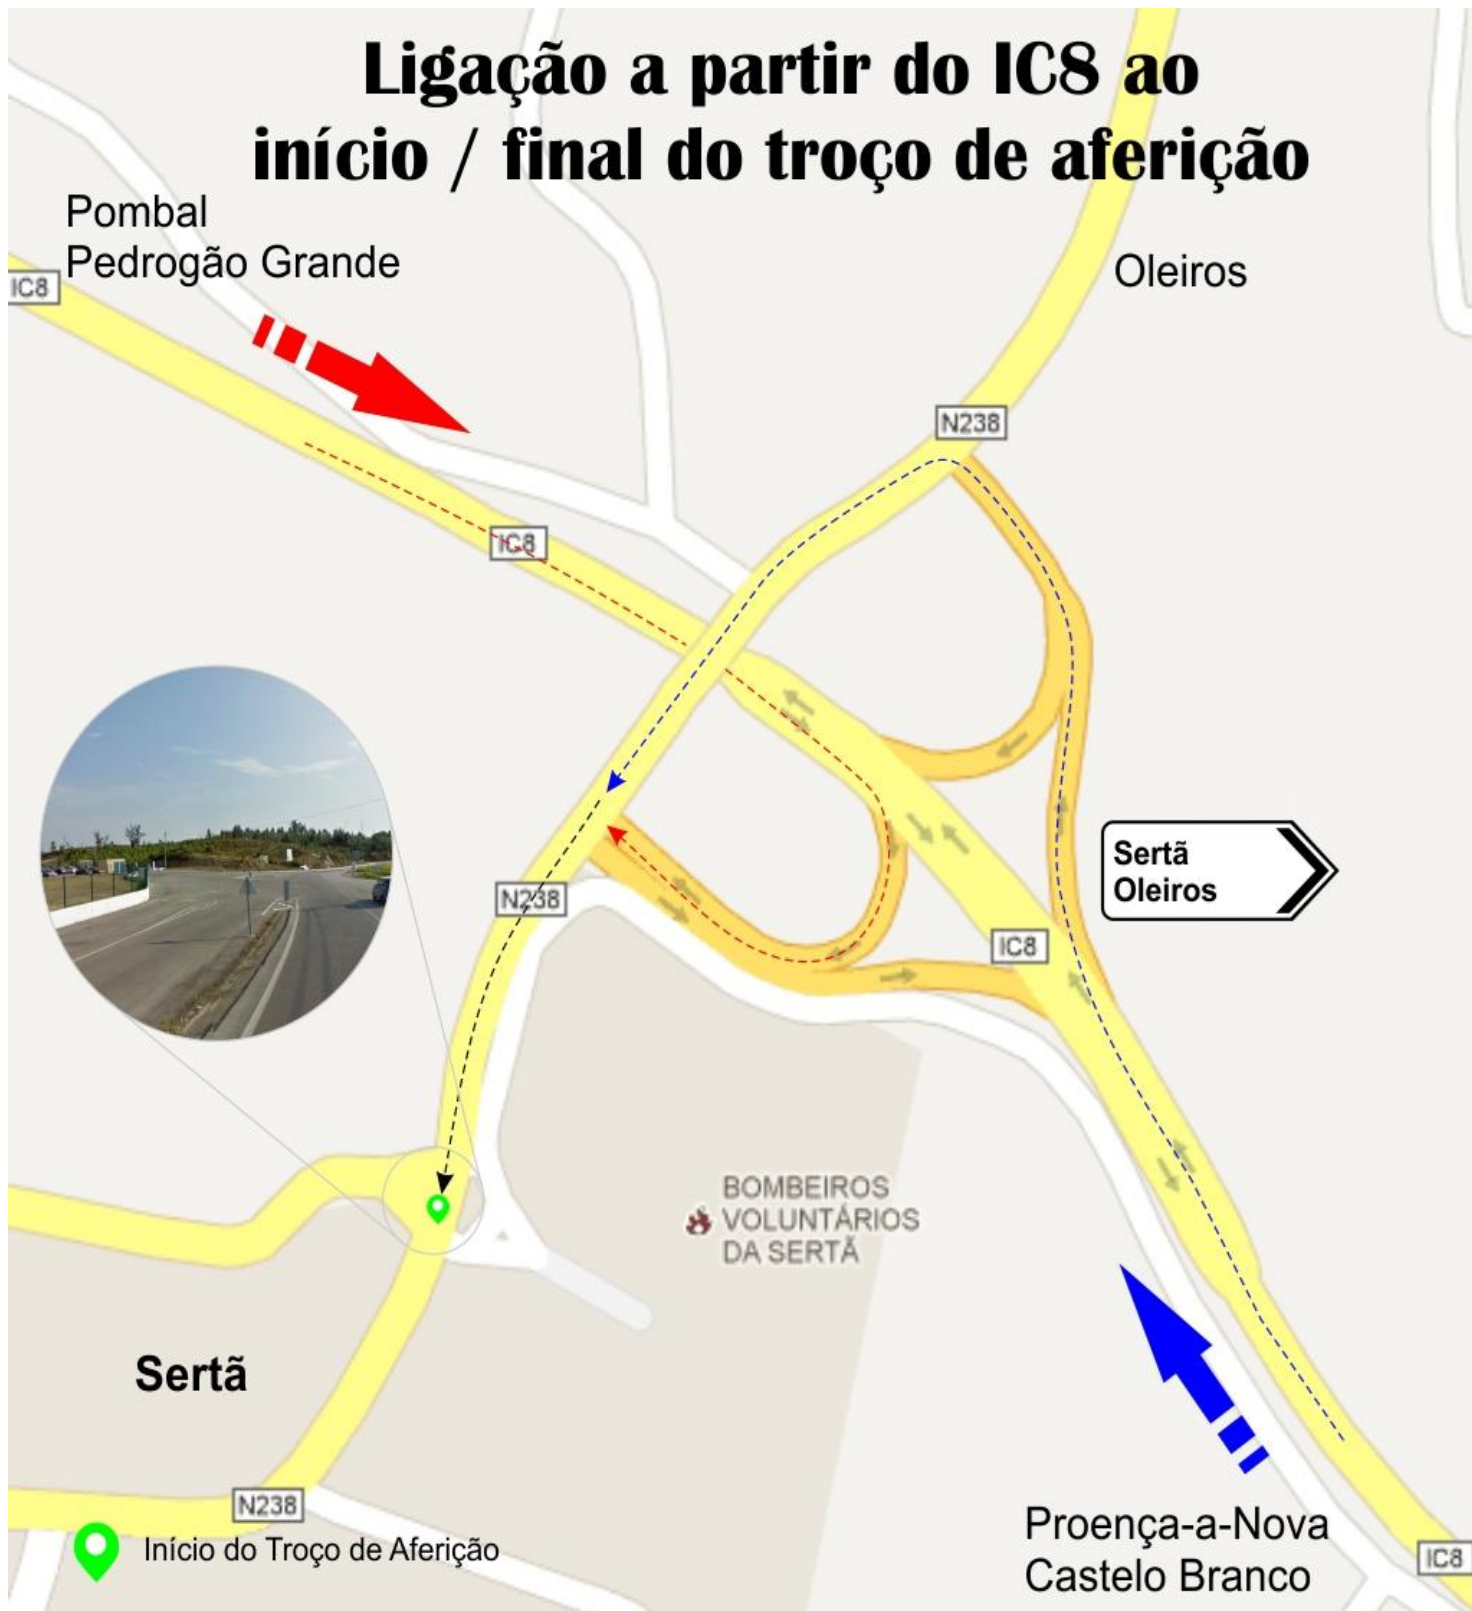 Ligação a partir do IC8 ao
início / final do troço de aferição
Pombal
Pedrogão Grande
IC8
Oleiros
N238
IC8
Sertã
Oleiros
N238
IC8
BOMBEIROS
VOLUNTÁRIOS
DA SERTÃ
Sertã
N238
Início do Troço de Aferição
Proença-a-Nova
Castelo Branco
IC8